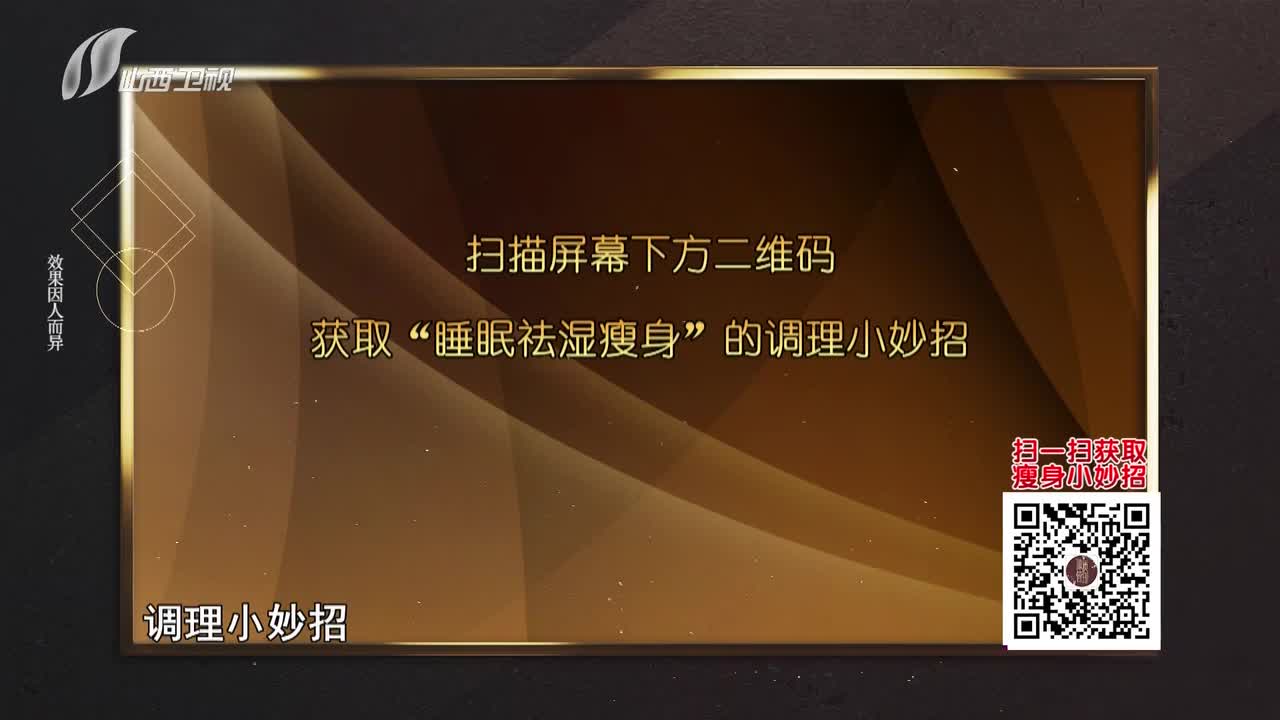 山西卫视
效果因人而异
扫描屏幕下方二维码
获取“睡眠祛湿瘦身”的调理小妙招
扫一扫获取
瘦身小妙招
调理小妙招